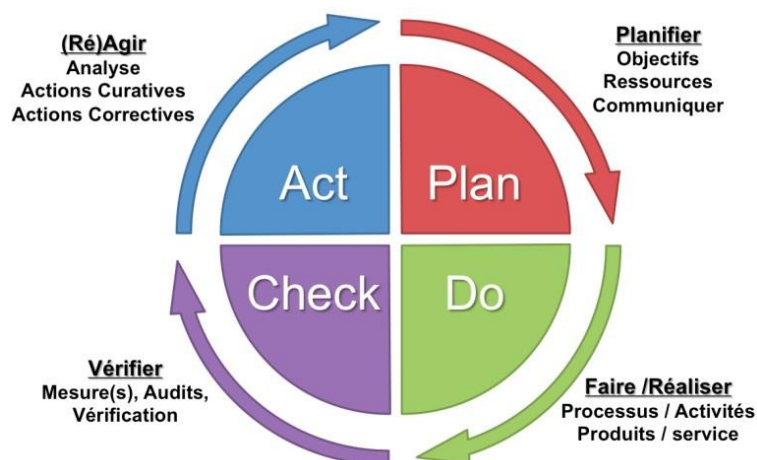 (Ré)Agir
Analyse
Actions Curatives
Actions Correctives
Planifier
Objectifs
Ressources
Communiquer
Act
Plan
Check
Do
Vérifier
Mesure(s), Audits,
Vérification
Faire /Réaliser
Processus / Activités
Produits / service